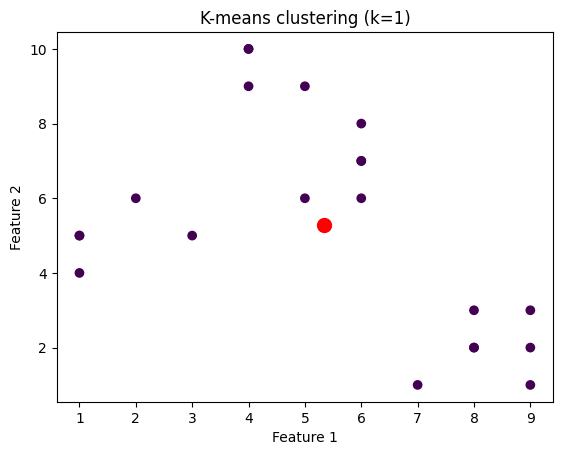 K-means clustering (k=1)
10
8
6
4
2
Feature 2
1 2 3 4 5 6 7 8 9
Feature 1